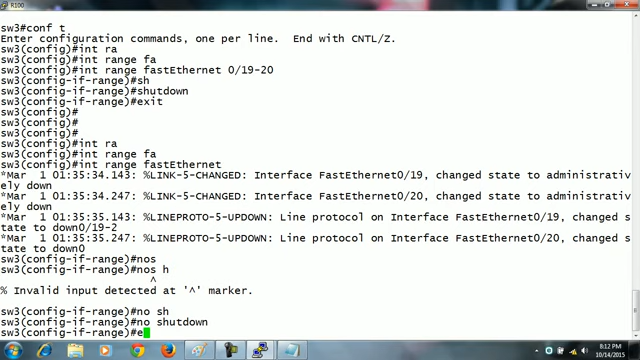 R100
sw3#conf t
Enter configuration commands, one per line.  End with CNTL/Z.
sw3(config)#int ra
sw3(config)#int range fa
sw3(config)#int range fastEthernet 0/19-20
sw3(config-if-range)#sh
sw3(config-if-range)#shutdown
sw3(config-if-range)#exit
sw3(config)#
sw3(config)#
sw3(config)#
sw3(config)#int ra
sw3(config)#int range fa
sw3(config)#int range fastEthernet
*Mar  1 01:35:34.143: %LINK-5-CHANGED: Interface FastEthernet0/19, changed state to administrativ
ely down
*Mar  1 01:35:34.247: %LINK-5-CHANGED: Interface FastEthernet0/20, changed state to administrativ
ely down
*Mar  1 01:35:35.143: %LINEPROTO-5-UPDOWN: Line protocol on Interface FastEthernet0/19, changed s
tate to down0/19-2
*Mar  1 01:35:35.247: %LINEPROTO-5-UPDOWN: Line protocol on Interface FastEthernet0/20, changed s
tate to down0
sw3(config-if-range)#nos
sw3(config-if-range)#nos h
^
% Invalid input detected at '^' marker.
sw3(config-if-range)#no sh
sw3(config-if-range)#no shutdown
sw3(config-if-range)#e
8:12 PM
10/14/2015